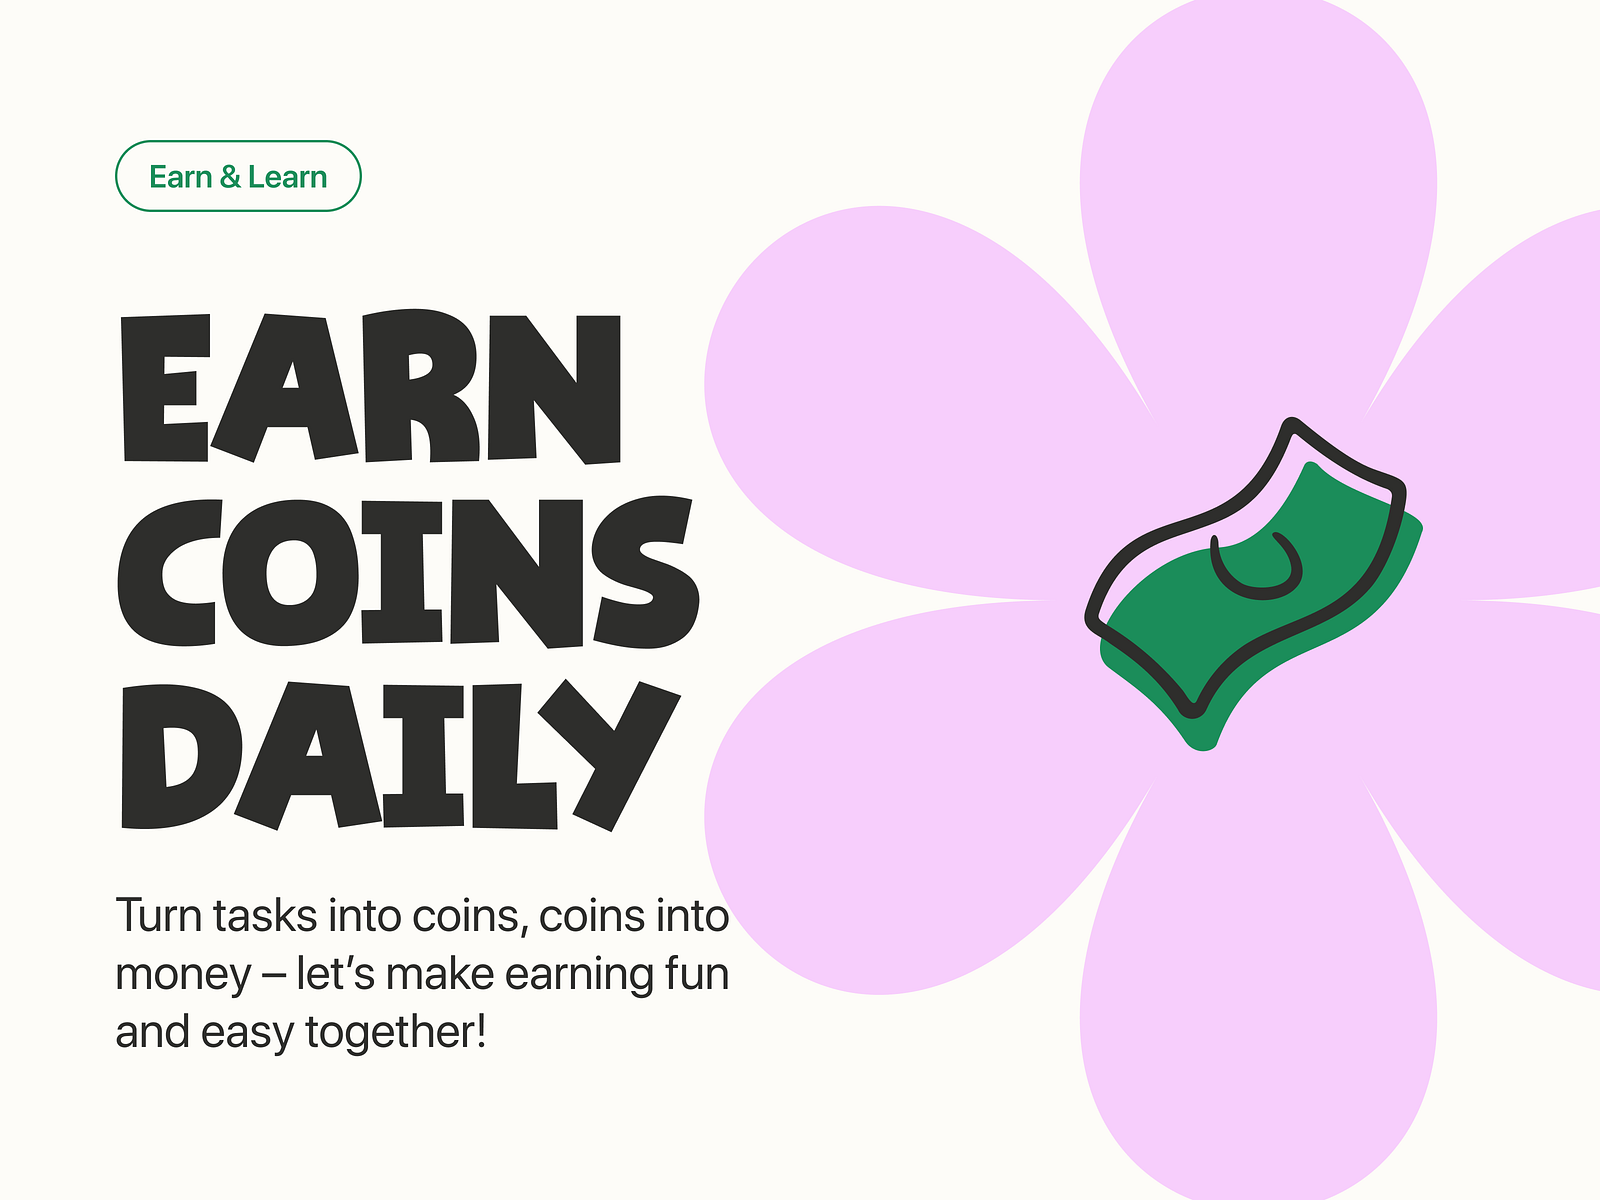 Earn & Learn
EARN
COINS
DAILY
Turn tasks into coins, coins into
money – let’s make earning fun
and easy together!